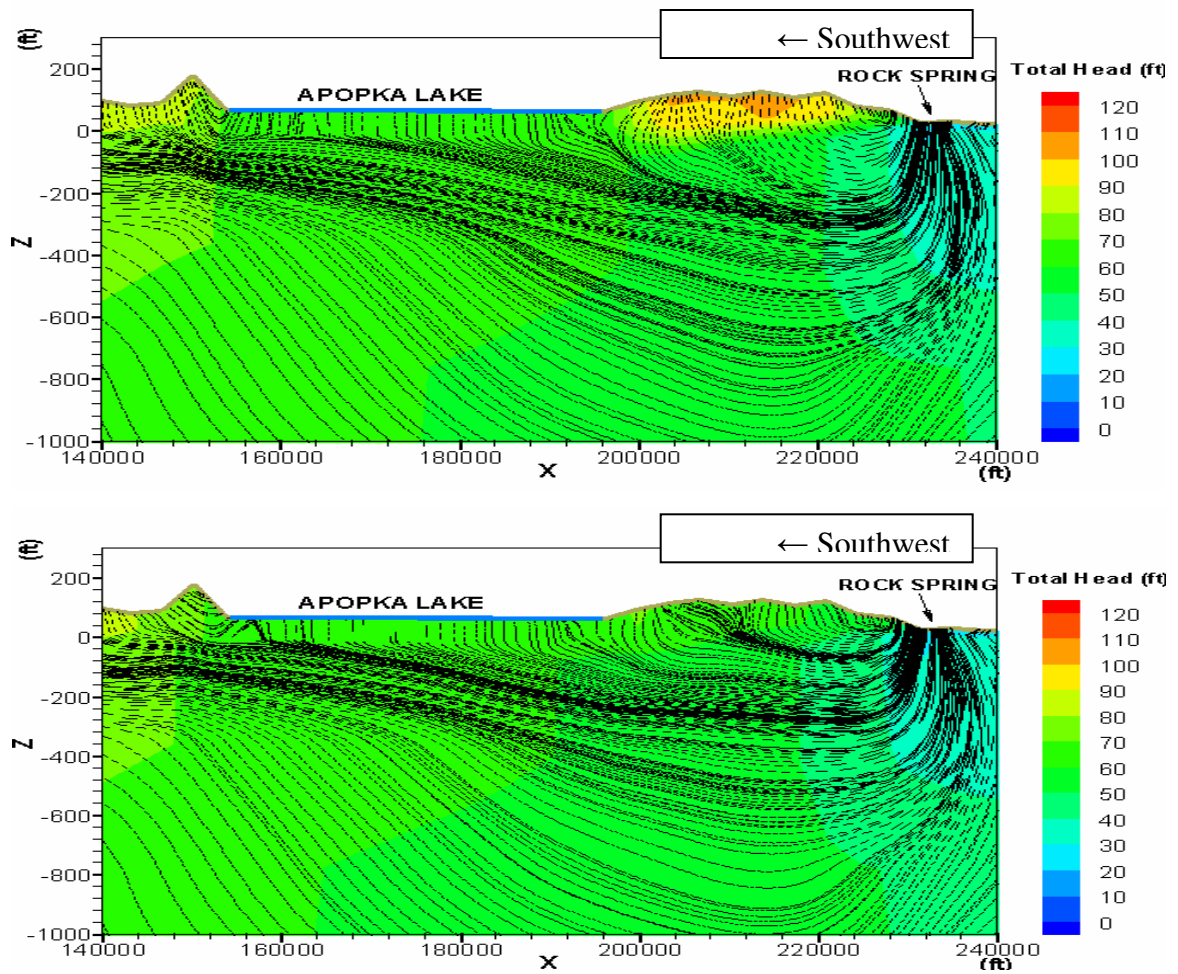 ← Southwest
(ft)
ROCK SPRING
Total Head (ft)
APOPKA LAKE
200
0
-200
-400
-600
-800
-1000
Z
120
110
100
90
80
70
60
50
40
30
20
10
0
140000 160000 180000 200000 220000 240000
X
(ft)
← Southwest
(ft)
ROCK SPRING
Total Head (ft)
APOPKA LAKE
200
0
-200
-400
-600
-800
-1000
Z
120
110
100
90
80
70
60
50
40
30
20
10
0
140000 160000 180000 200000 220000 240000
X
(ft)